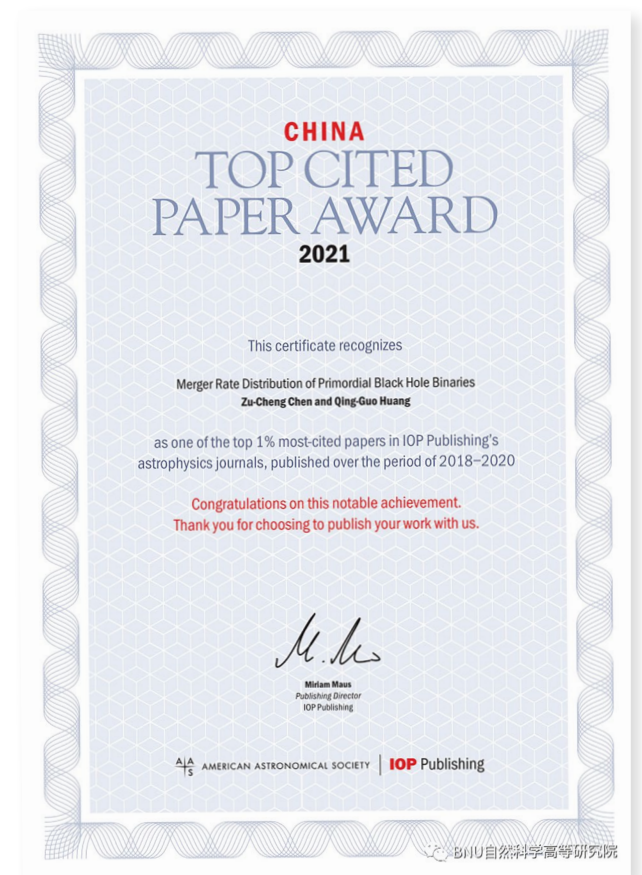 CHINA
TOP CITED
PAPER AWARD
2021
This certificate recognizes
Merger Rate Distribution of Primordial Black Hole Binaries
Zu-Cheng Chen and Qing-Guo Huang
as one of the top 1% most-cited papers in IOP Publishing's
astrophysics journals, published over the period of 2018–2020
Congratulations on this notable achievement.
Thank you for choosing to publish your work with us.
M. Maus
Miriam Maus
Publishing Director
IOP Publishing
AAS AMERICAN ASTRONOMICAL SOCIETY | IOP Publishing
BNU自然科学高等研究院